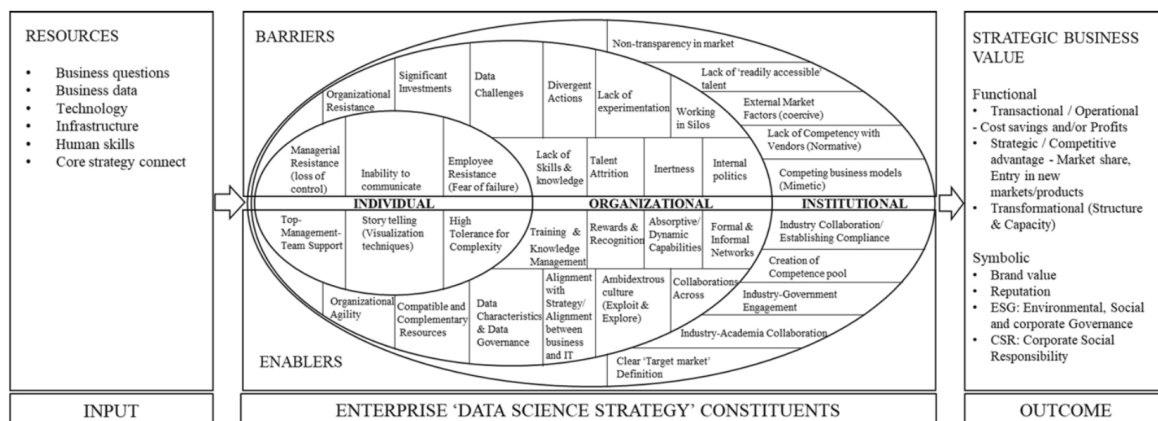 RESOURCES
• Business questions
• Business data
• Technology
• Infrastructure
• Human skills
• Core strategy connect
INPUT
BARRIERS
Non-transparency in market
Lack of 'readily accessible'
talent
External Market
Factors (coercive)
Lack of Competency with
Vendors (Normative)
Competing business models
(Mimetic)
Organizational
Resistance
Significant
Investments
Data
Challenges
Divergent
Actions
Lack of
experimentation
Working
in Silos
Lack of
Skills &
knowledge
Talent
Attrition
Inertness
Internal
politics
Managerial
Resistance
(loss of
control)
Inability to
communicate
Employee
Resistance
(Fear of failure)
INDIVIDUAL
ORGANIZATIONAL
INSTITUTIONAL
Top-
Management-
Team Support
Story telling
(Visualization
techniques)
High
Tolerance for
Complexity
Training &
Knowledge
Management
Rewards &
Recognition
Absorptive/
Dynamic
Capabilities
Formal &
Informal
Networks
Organizational
Agility
Compatible and
Complementary
Resources
Data
Characteristics
& Data
Governance
Alignment
with
Strategy/
Alignment
between
business
and IT
Ambidextrous
culture
(Exploit &
Explore)
Collaborations
Across
Industry Collaboration/
Establishing Compliance
Creation of
Competence pool
Industry-Government
Engagement
Industry-Academia Collaboration
Clear 'Target market'
Definition
ENABLERS
ENTERPRISE 'DATA SCIENCE STRATEGY' CONSTITUENTS
STRATEGIC BUSINESS
VALUE
Functional
• Transactional / Operational
- Cost savings and/or Profits
• Strategic / Competitive
advantage - Market share,
Entry in new
markets/products
• Transformational (Structure
& Capacity)
Symbolic
• Brand value
• Reputation
• ESG: Environmental, Social
and corporate Governance
• CSR: Corporate Social
Responsibility
OUTCOME